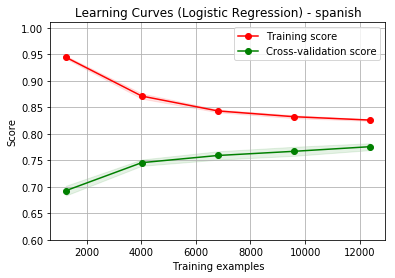 Learning Curves (Logistic Regression) - spanish
1.00
0.95
0.90
0.85
0.80
0.75
0.70
0.65
0.60
Score
Training score
Cross-validation score
2000 4000 6000 8000 10000 12000
Training examples